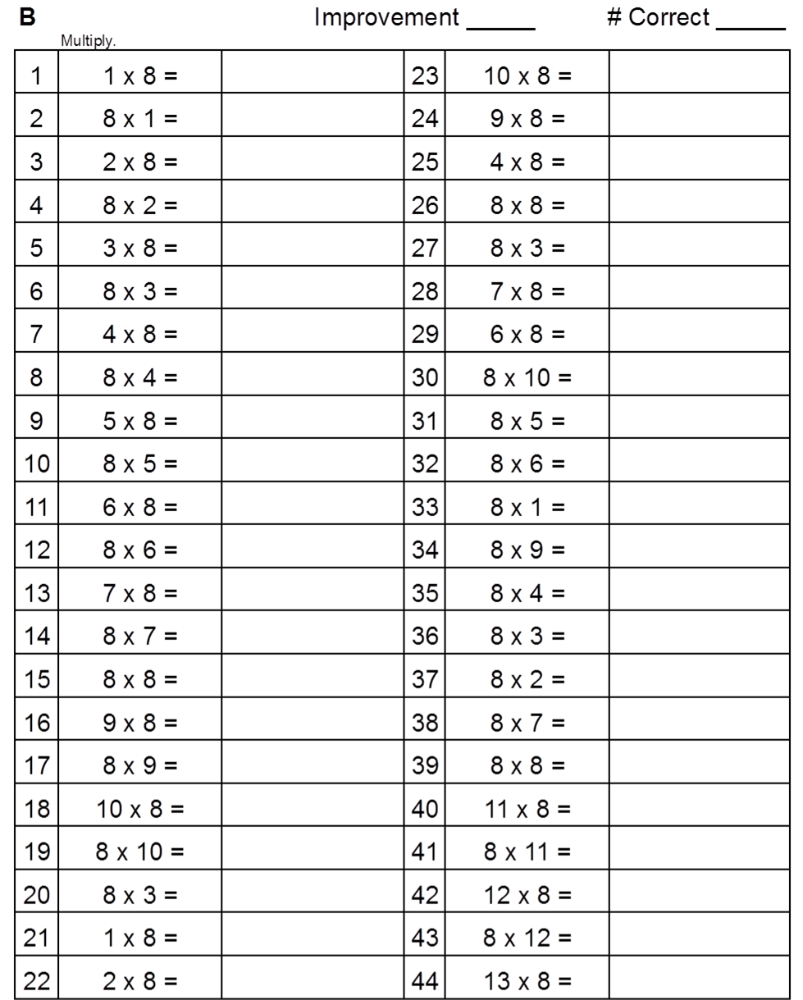 B Improvement _____ # Correct _____
Multiply.
1 1 x 8 = 23 10 x 8 =
2 8 x 1 = 24 9 x 8 =
3 2 x 8 = 25 4 x 8 =
4 8 x 2 = 26 8 x 8 =
5 3 x 8 = 27 8 x 3 =
6 8 x 3 = 28 7 x 8 =
7 4 x 8 = 29 6 x 8 =
8 8 x 4 = 30 8 x 10 =
9 5 x 8 = 31 8 x 5 =
10 8 x 5 = 32 8 x 6 =
11 6 x 8 = 33 8 x 1 =
12 8 x 6 = 34 8 x 9 =
13 7 x 8 = 35 8 x 4 =
14 8 x 7 = 36 8 x 3 =
15 8 x 8 = 37 8 x 2 =
16 9 x 8 = 38 8 x 7 =
17 8 x 9 = 39 8 x 8 =
18 10 x 8 = 40 11 x 8 =
19 8 x 10 = 41 8 x 11 =
20 8 x 3 = 42 12 x 8 =
21 1 x 8 = 43 8 x 12 =
22 2 x 8 = 44 13 x 8 =